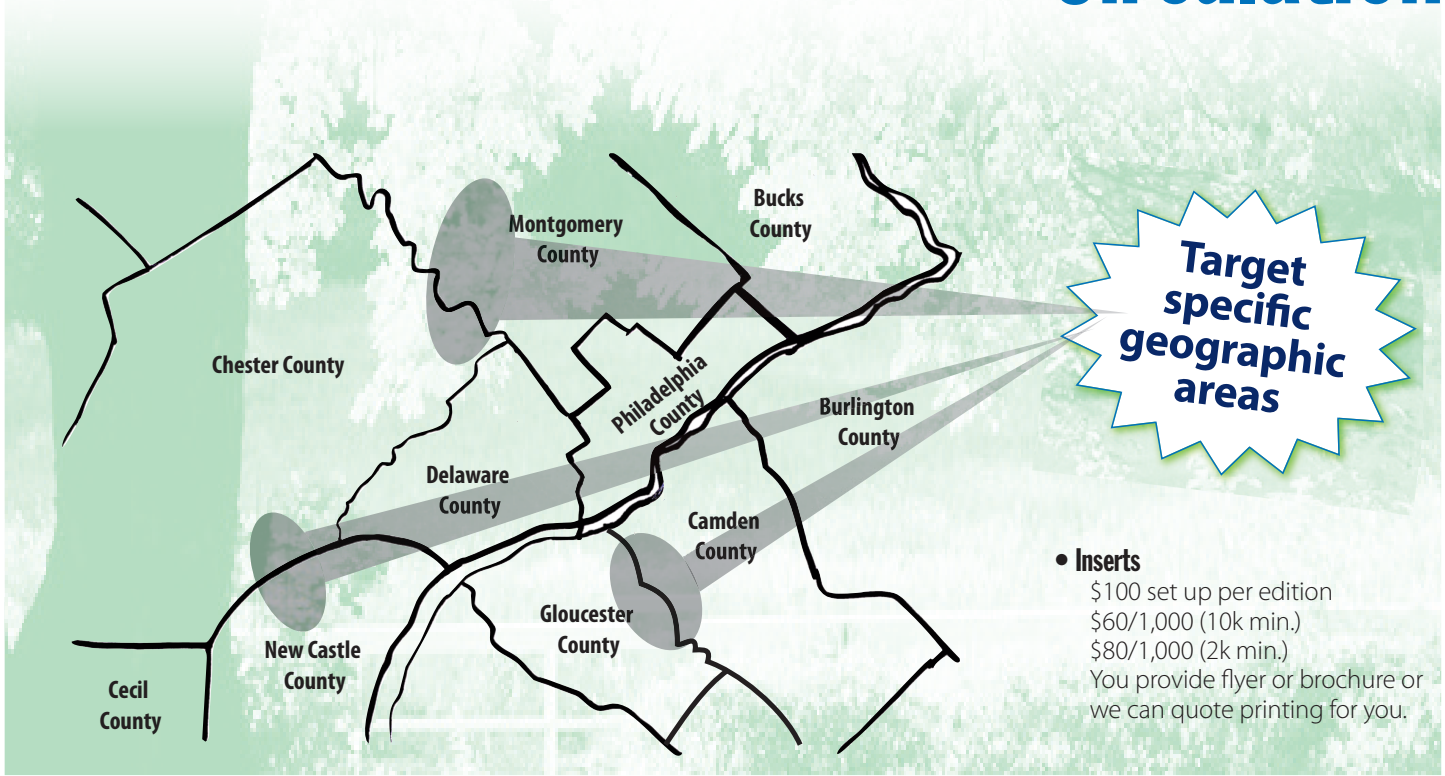 Bucks
County
Montgomery
County
Chester County
Philadelphia
County
Burlington
County
Delaware
County
Camden
County
Gloucester
County
New Castle
County
Cecil
County
Target
specific
geographic
areas
• Inserts
$100 set up per edition
$60/1,000 (10k min.)
$80/1,000 (2k min.)
You provide flyer or brochure or
we can quote printing for you.